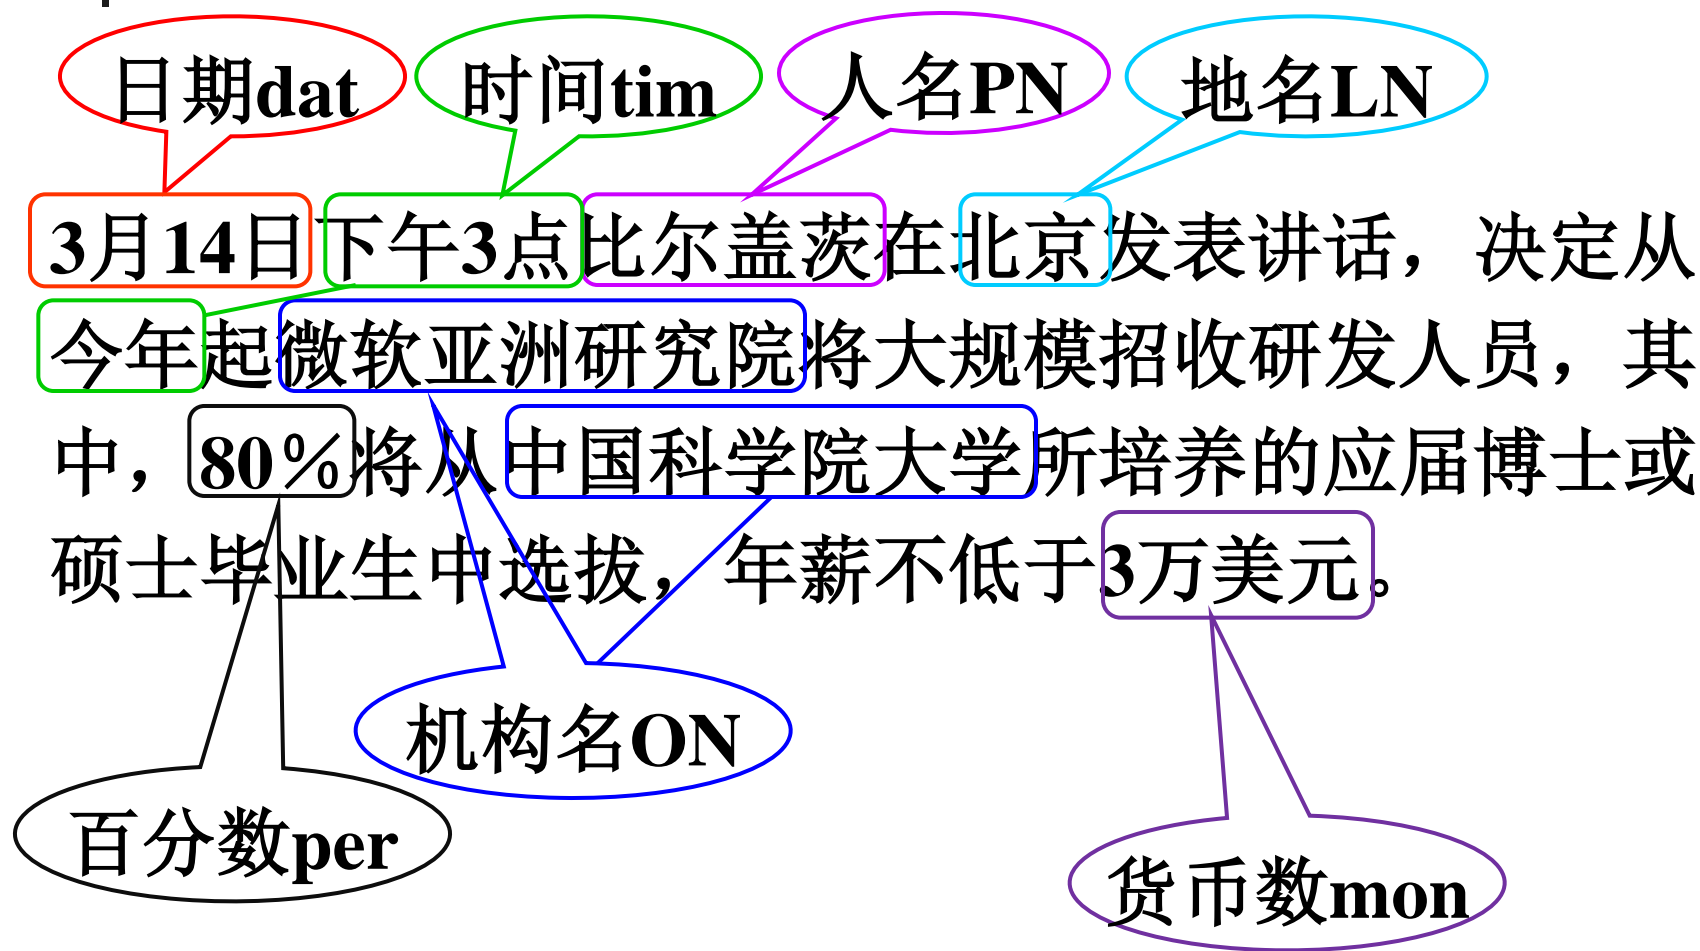 日期dat 时间tim 人名PN 地名LN
3月14日下午3点比尔盖茨在北京发表讲话，决定从
今年起微软亚洲研究院将大规模招收研发人员，其
中，80％将从中国科学院大学所培养的应届博士或
硕士毕业生中选拔，年薪不低于3万美元。
机构名ON
百分数per
货币数mon